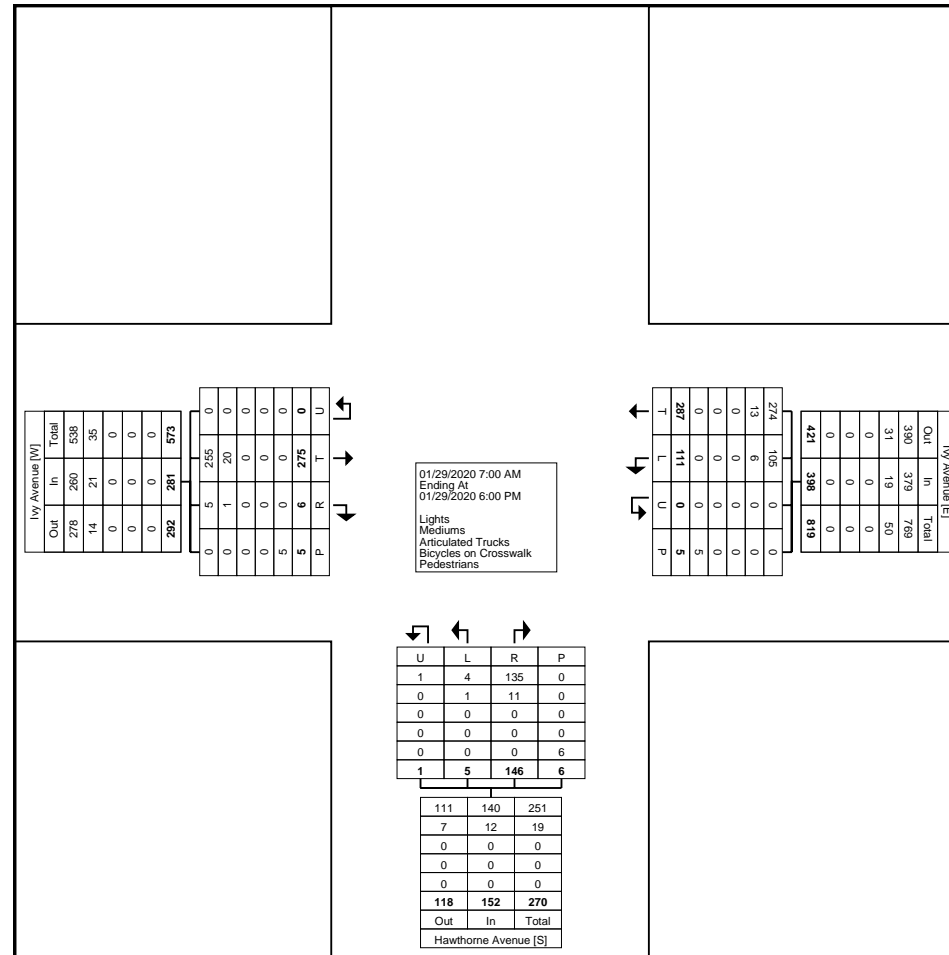 573 281 292
0 0 0
0 0 0
0 0 0
35 21 14
538 260 278
Total In Out
Ivy Avenue [W]
U T R P
0 275 6 5
0 0 0 5
0 0 0 0
0 0 0 0
0 20 1 0
0 255 5 0
01/29/2020 7:00 AM
Ending At
01/29/2020 6:00 PM
Lights
Mediums
Articulated Trucks
Bicycles on Crosswalk
Pedestrians
274 105 0 0
13 6 0 0
0 0 0 0
0 0 0 0
0 0 0 5
287 111 0 5
T L U P
Ivy Avenue [E]
Out In Total
390 379 769
31 19 50
0 0 0
0 0 0
0 0 0
421 398 819
U L R P
1 4 135 0
0 1 11 0
0 0 0 0
0 0 0 0
0 0 0 6
1 5 146 6
111 140 251
7 12 19
0 0 0
0 0 0
0 0 0
118 152 270
Out In Total
Hawthorne Avenue [S]